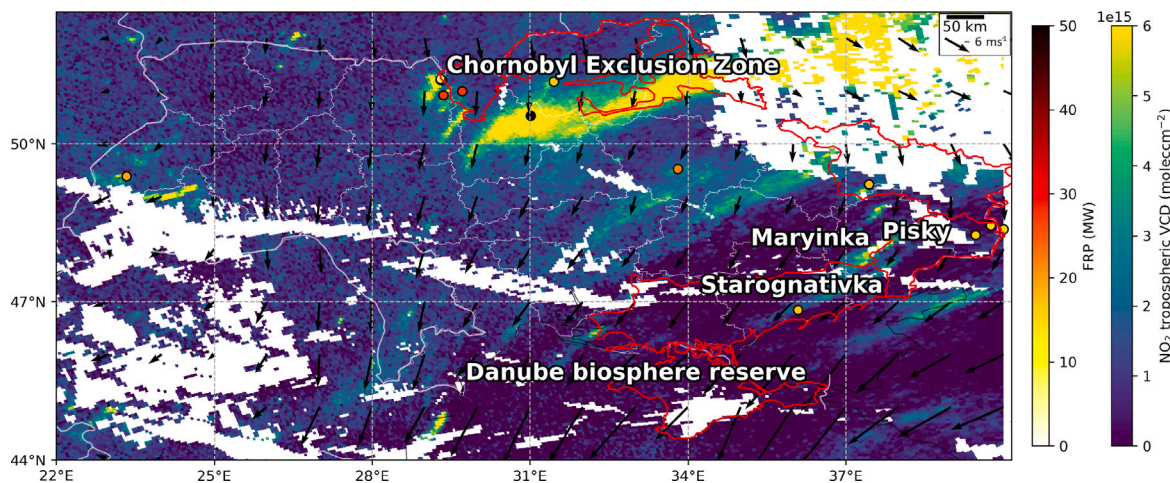 50 km
6 ms⁻¹
Chornobyl Exclusion Zone
Maryinka
Pisky
Starognativka
Danube biosphere reserve
50°N
47°N
44°N
22°E
25°E
28°E
31°E
34°E
37°E
50
40
30
20
10
0
FRP (MW)
1e15
6
5
4
3
2
1
0
NO₂ tropospheric VCD (moleccm⁻²)